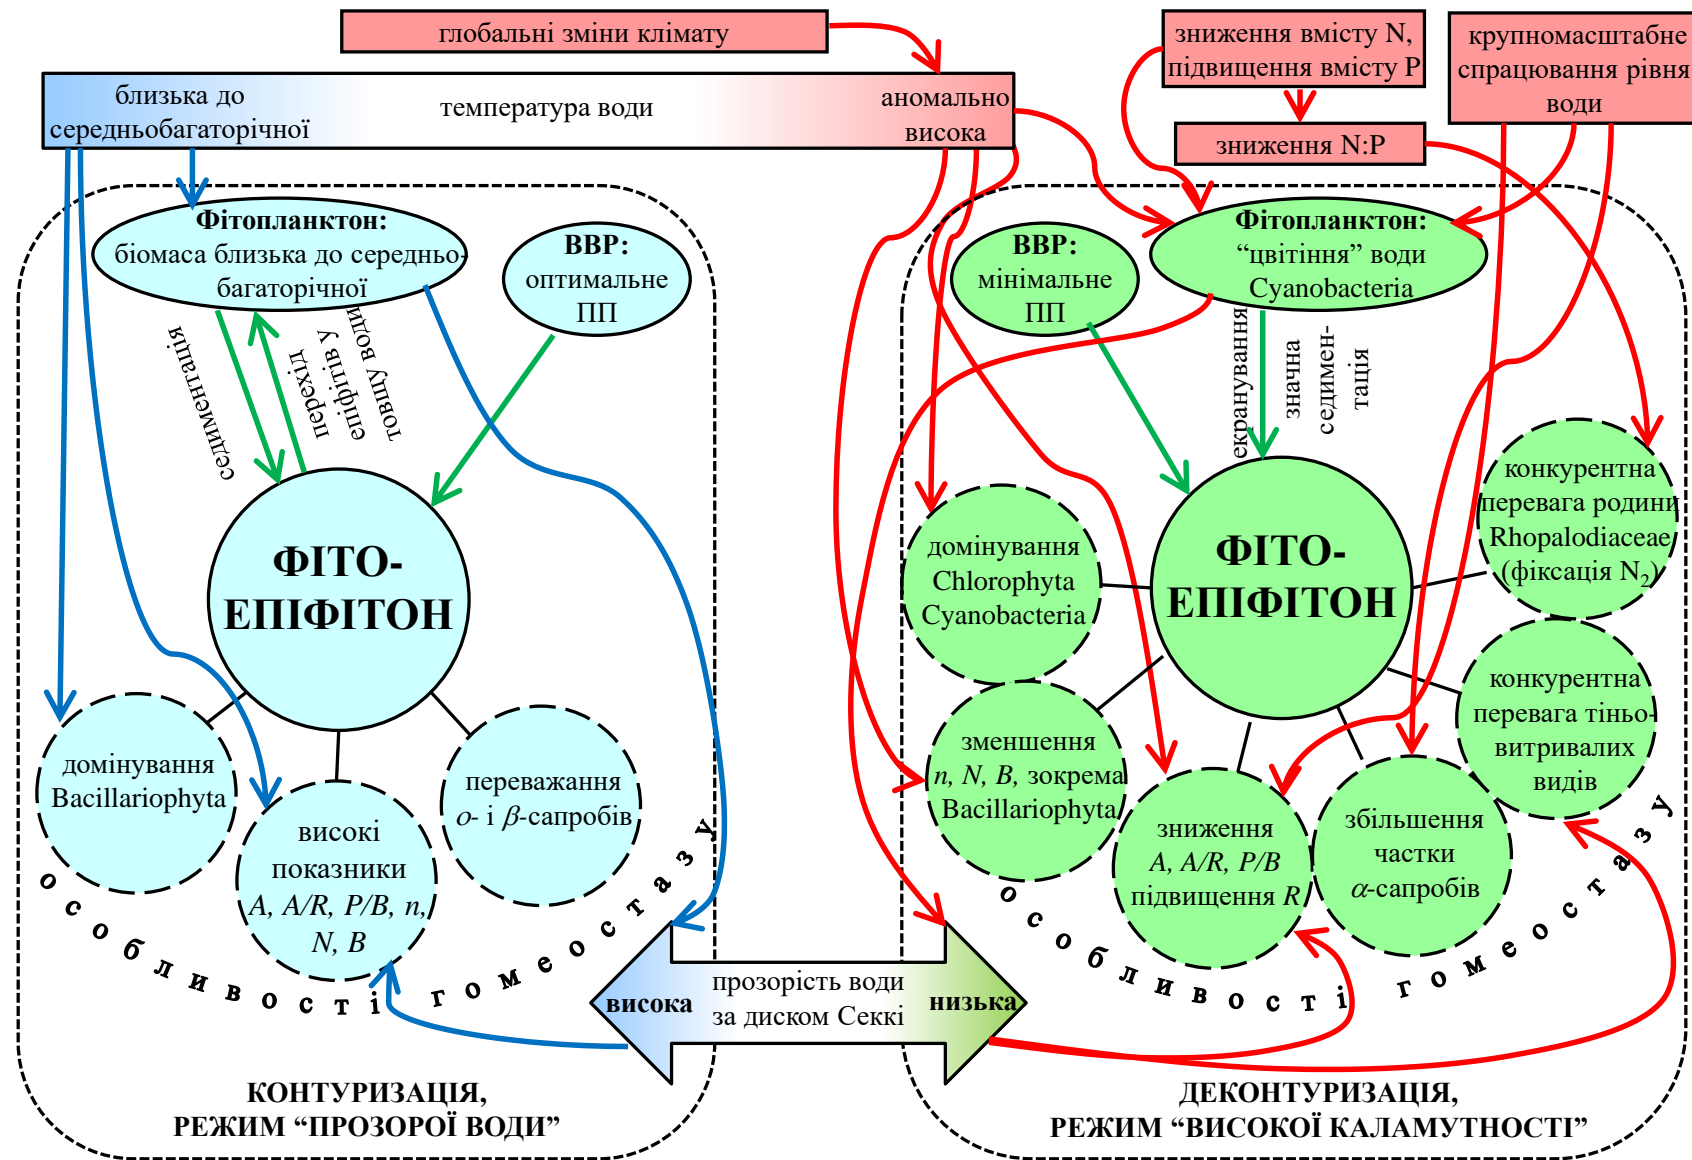 глобальні зміни клімату
зниження вмісту N,
підвищення вмісту P
крупномасштабне
спрацювання рівня
води
зниження N:P
близька до
середньобагаторічної
температура води
аномально
висока
Фітопланктон:
біомаса близька до середньо-
багаторічної
ВВР:
оптимальне
ПП
седиментація
перехід
епіфітів у
товщу води
ФІТО-
ЕПІФІТОН
домінування
Bacillariophyta
високі
показники
A, A/R, P/B, n,
N, B
переважання
о- і β-сапробів
особливості гомеостазу
КОНТУРИЗАЦІЯ,
РЕЖИМ “ПРОЗОРОЇ ВОДИ”
висока
прозорість води
за диском Секкі
низька
ВВР:
мінімальне
ПП
Фітопланктон:
“цвітіння” води
Cyanobacteria
екранування
значна
седимен-
тація
ФІТО-
ЕПІФІТОН
домінування
Chlorophyta
Cyanobacteria
зменшення
n, N, B, зокрема
Bacillariophyta
зниження
A, A/R, P/B
підвищення R
збільшення
частки
α-сапробів
конкурентна
перевага тіньо-
витривалих
видів
конкурентна
перевага родини
Rhopalodiaceae
(фіксація N₂)
особливості гомеостазу
ДЕКОНТУРИЗАЦІЯ,
РЕЖИМ “ВИСОКОЇ КАЛАМУТНОСТІ”